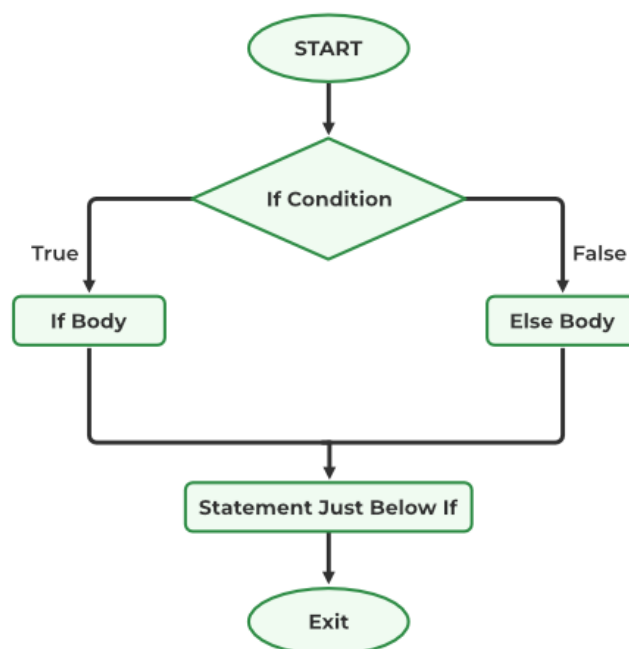 START
If Condition
True
False
If Body
Else Body
Statement Just Below If
Exit